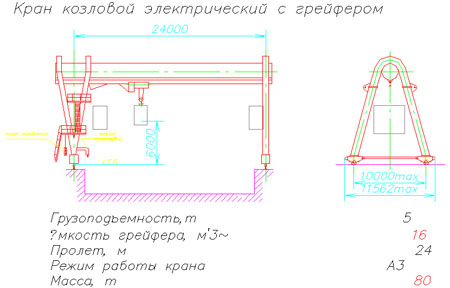 Кран козловой электрический с грейфером
24000
6000
10000max
11562max
Грузоподъемность, т 5
?мкость грейфера, м'3~ 16
Пролет, м 24
Режим работы крана А3
Масса, т 80